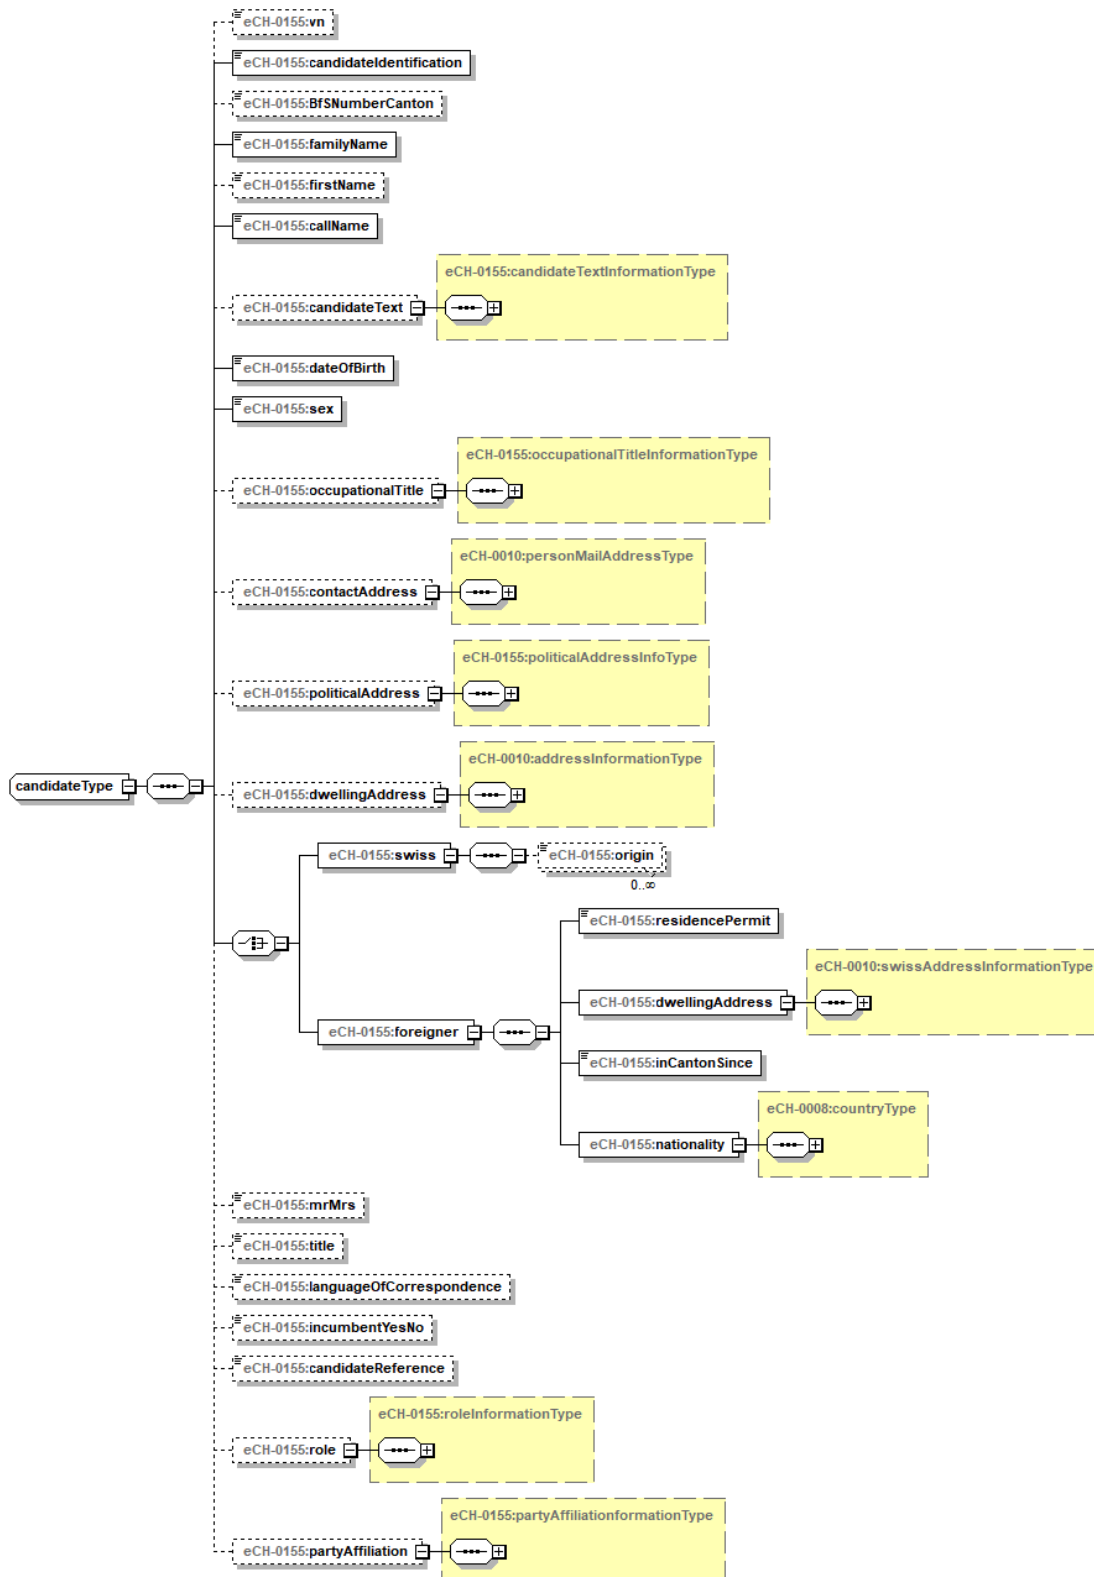 eCH-0155:vn
eCH-0155:candidateIdentification
eCH-0155:BfSNumberCanton
eCH-0155:familyName
eCH-0155:firstName
eCH-0155:callName
eCH-0155:candidateTextInformationType
eCH-0155:candidateText
eCH-0155:dateOfBirth
eCH-0155:sex
eCH-0155:occupationalTitleInformationType
eCH-0155:occupationalTitle
eCH-0010:personMailAddressType
eCH-0155:contactAddress
eCH-0155:politicalAddressInfoType
eCH-0155:politicalAddress
eCH-0010:addressInformationType
candidateType
eCH-0155:dwellingAddress
eCH-0155:swiss
eCH-0155:origin
0..∞
eCH-0155:residencePermit
eCH-0010:swissAddressInformationType
eCH-0155:dwellingAddress
eCH-0155:foreigner
eCH-0155:inCantonSince
eCH-0008:countryType
eCH-0155:nationality
eCH-0155:mrMrs
eCH-0155:title
eCH-0155:languageOfCorrespondence
eCH-0155:incumbentYesNo
eCH-0155:candidateReference
eCH-0155:roleInformationType
eCH-0155:role
eCH-0155:partyAffiliationformationType
eCH-0155:partyAffiliation